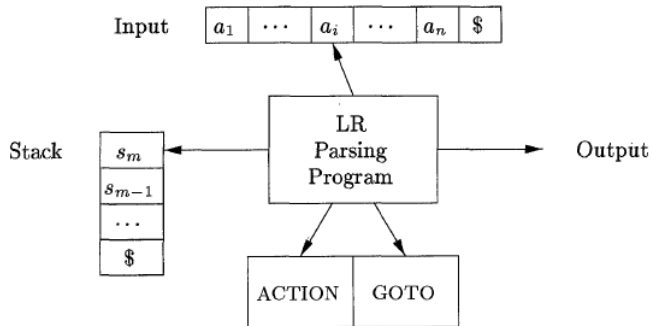 Input a₁ ··· aᵢ ··· aₙ $
LR
Parsing
Program
Stack
sₘ
sₘ₋₁
···
$
Output
ACTION GOTO